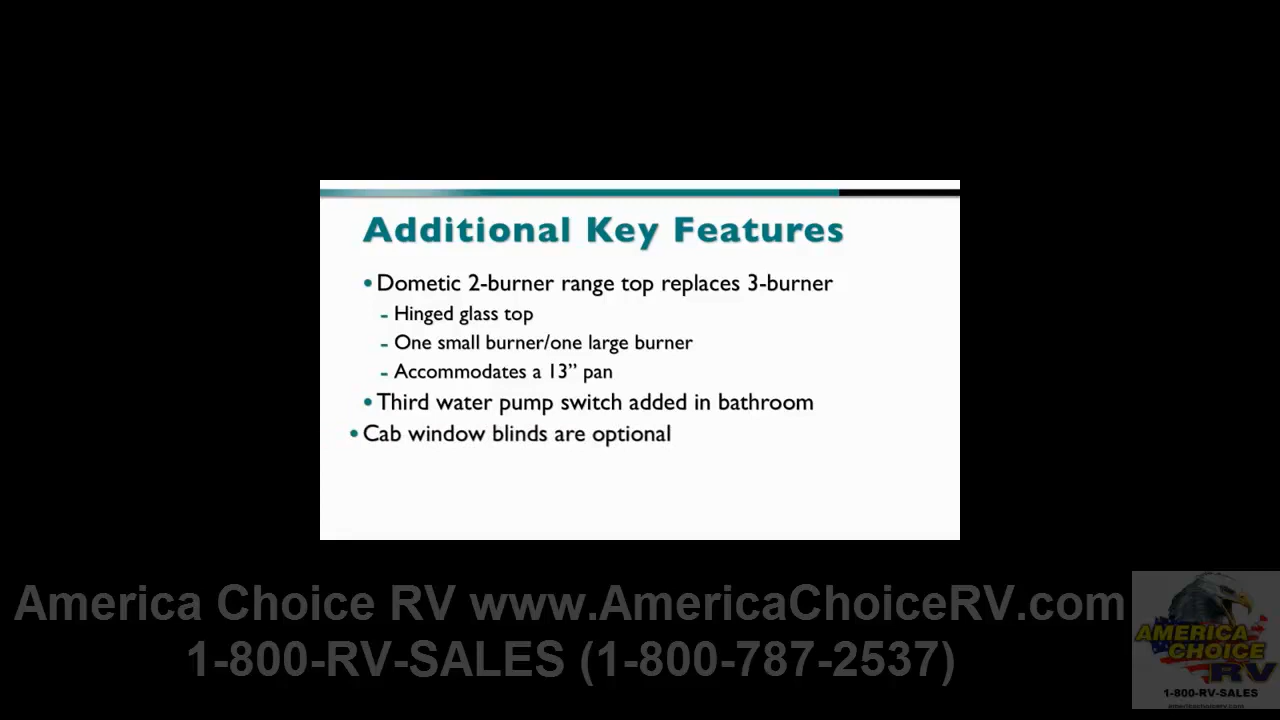 Additional Key Features
• Dometic 2-burner range top replaces 3-burner
- Hinged glass top
- One small burner/one large burner
- Accommodates a 13” pan
• Third water pump switch added in bathroom
• Cab window blinds are optional
America Choice RV www.AmericaChoiceRV.com
1-800-RV-SALES (1-800-787-2537)
AMERICA
CHOICE
RV
1-800-RV-SALES
americachoicerv.com